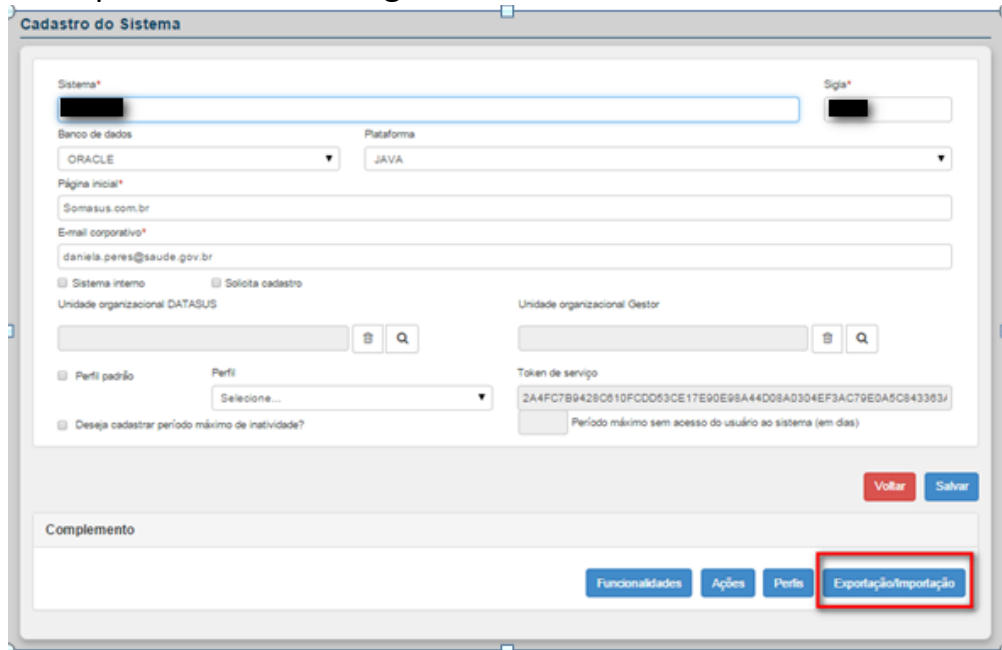 Cadastro do Sistema
Sistema* Sigla*
Banco de dados Plataforma
ORACLE JAVA
Página inicial*
Somasus.com.br
E-mail corporativo*
daniela.peres@saude.gov.br
Sistema interno Solicita cadastro
Unidade organizacional DATASUS Unidade organizacional Gestor
Perfil padrão Perfil Token de serviço
Selecione... 2A4FC7B9428C610FCDD53CE17E90E98A44D08A0304EF3AC79E0A5C843363/
Deseja cadastrar período máximo de inatividade? Período máximo sem acesso do usuário ao sistema (em dias)
Voltar Salvar
Complemento
Funcionalidades Ações Perfis Exportação/Importação